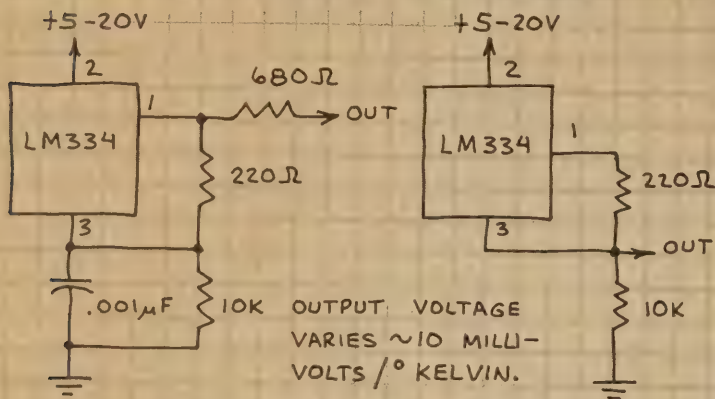 +5-20V
2
1
LM334
3
680Ω
OUT
220Ω
.001µF
10K
OUTPUT VOLTAGE
VARIES ~10 MILLI-
VOLTS/° KELVIN.
+5-20V
2
1
LM334
3
220Ω
OUT
10K